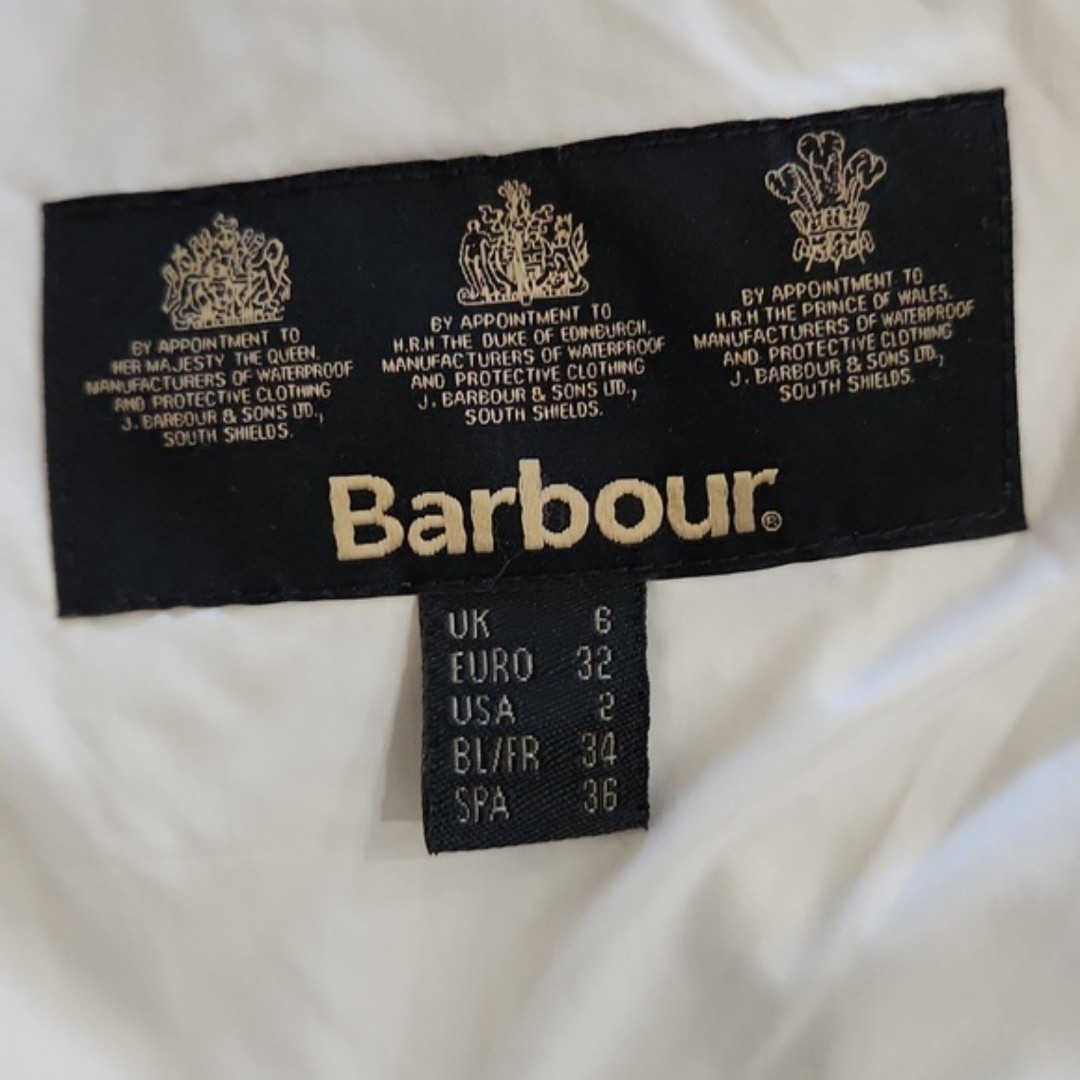 BY APPOINTMENT TO
HER MAJESTY THE QUEEN.
MANUFACTURERS OF WATERPROOF
AND PROTECTIVE CLOTHING
J. BARBOUR & SONS LTD.,
SOUTH SHIELDS.
BY APPOINTMENT TO
H.R.H THE DUKE OF EDINBURGH.
MANUFACTURERS OF WATERPROOF
AND PROTECTIVE CLOTHING
J. BARBOUR & SONS LTD.,
SOUTH SHIELDS.
BY APPOINTMENT TO
H.R.H THE PRINCE OF WALES.
MANUFACTURERS OF WATERPROOF
AND PROTECTIVE CLOTHING
J. BARBOUR & SONS LTD.,
SOUTH SHIELDS.
Barbour®
UK 6
EURO 32
USA 2
BL/FR 34
SPA 36